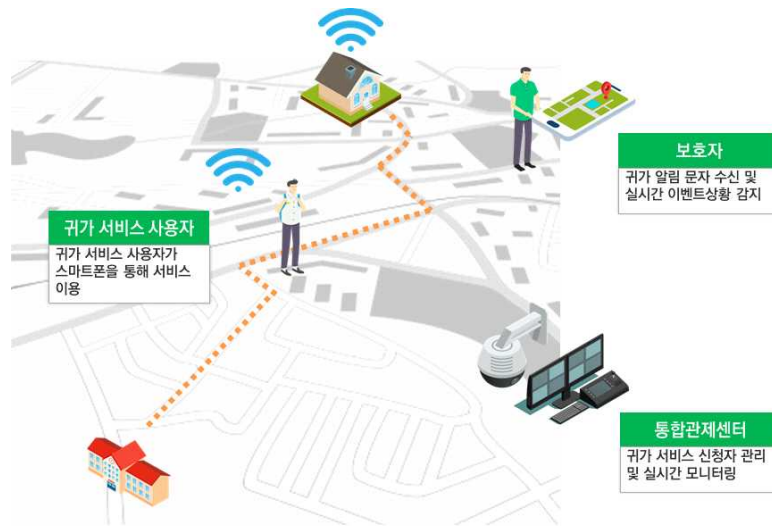 보호자
귀가 알림 문자 수신 및
실시간 이벤트상황 감지
귀가 서비스 사용자
귀가 서비스 사용자가
스마트폰을 통해 서비스
이용
통합관제센터
귀가 서비스 신청자 관리
및 실시간 모니터링